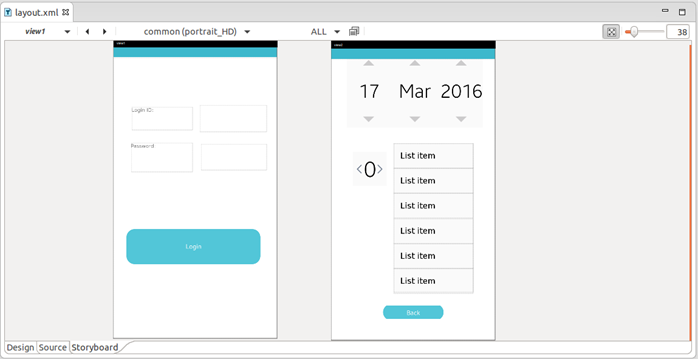 layout.xml
view1 common (portrait_HD) ALL 38
view1
view2
Login ID:
Password
Login
17 Mar 2016
<0>
List item
List item
List item
List item
List item
List item
Back
Design Source Storyboard